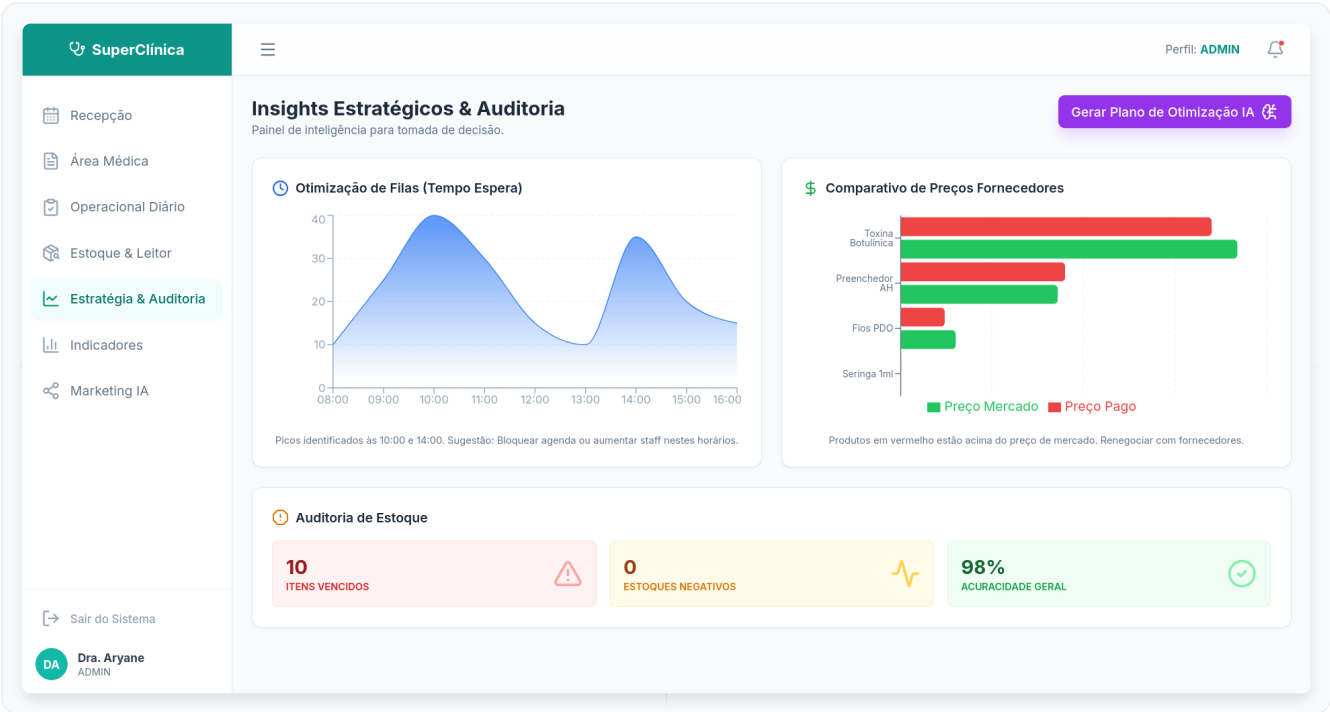 SuperClínica
Perfil: ADMIN
Recepção
Área Médica
Operacional Diário
Estoque & Leitor
Estratégia & Auditoria
Indicadores
Marketing IA
Sair do Sistema
DA
Dra. Aryane
ADMIN
Insights Estratégicos & Auditoria
Painel de inteligência para tomada de decisão.
Gerar Plano de Otimização IA
Otimização de Filas (Tempo Espera)
40
30
20
10
0
08:00 09:00 10:00 11:00 12:00 13:00 14:00 15:00 16:00
Picos identificados às 10:00 e 14:00. Sugestão: Bloquear agenda ou aumentar staff nestes horários.
Comparativo de Preços Fornecedores
Toxina
Botulínica
Preenchedor
AH
Fios PDO
Seringa 1ml
Preço Mercado Preço Pago
Produtos em vermelho estão acima do preço de mercado. Renegociar com fornecedores.
Auditoria de Estoque
10
ITENS VENCIDOS
0
ESTOQUES NEGATIVOS
98%
ACURACIDADE GERAL